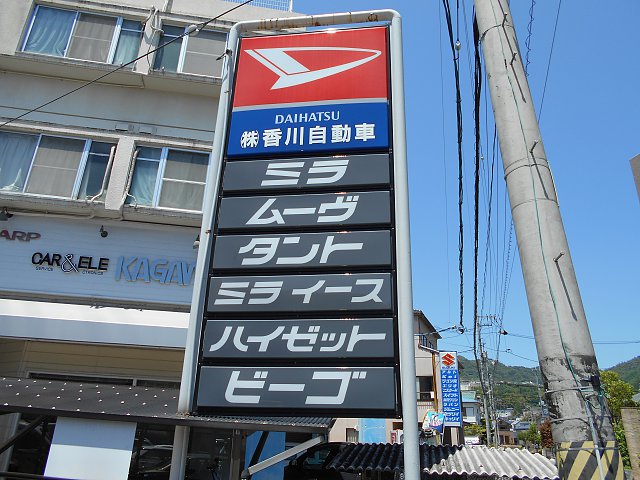 DAIHATSU
㈱香川自動車
ミラ
ムーヴ
タント
ミラ イース
ハイゼット
ビーゴ
ARP
CAR&ELE
SERVICE
KAGAW